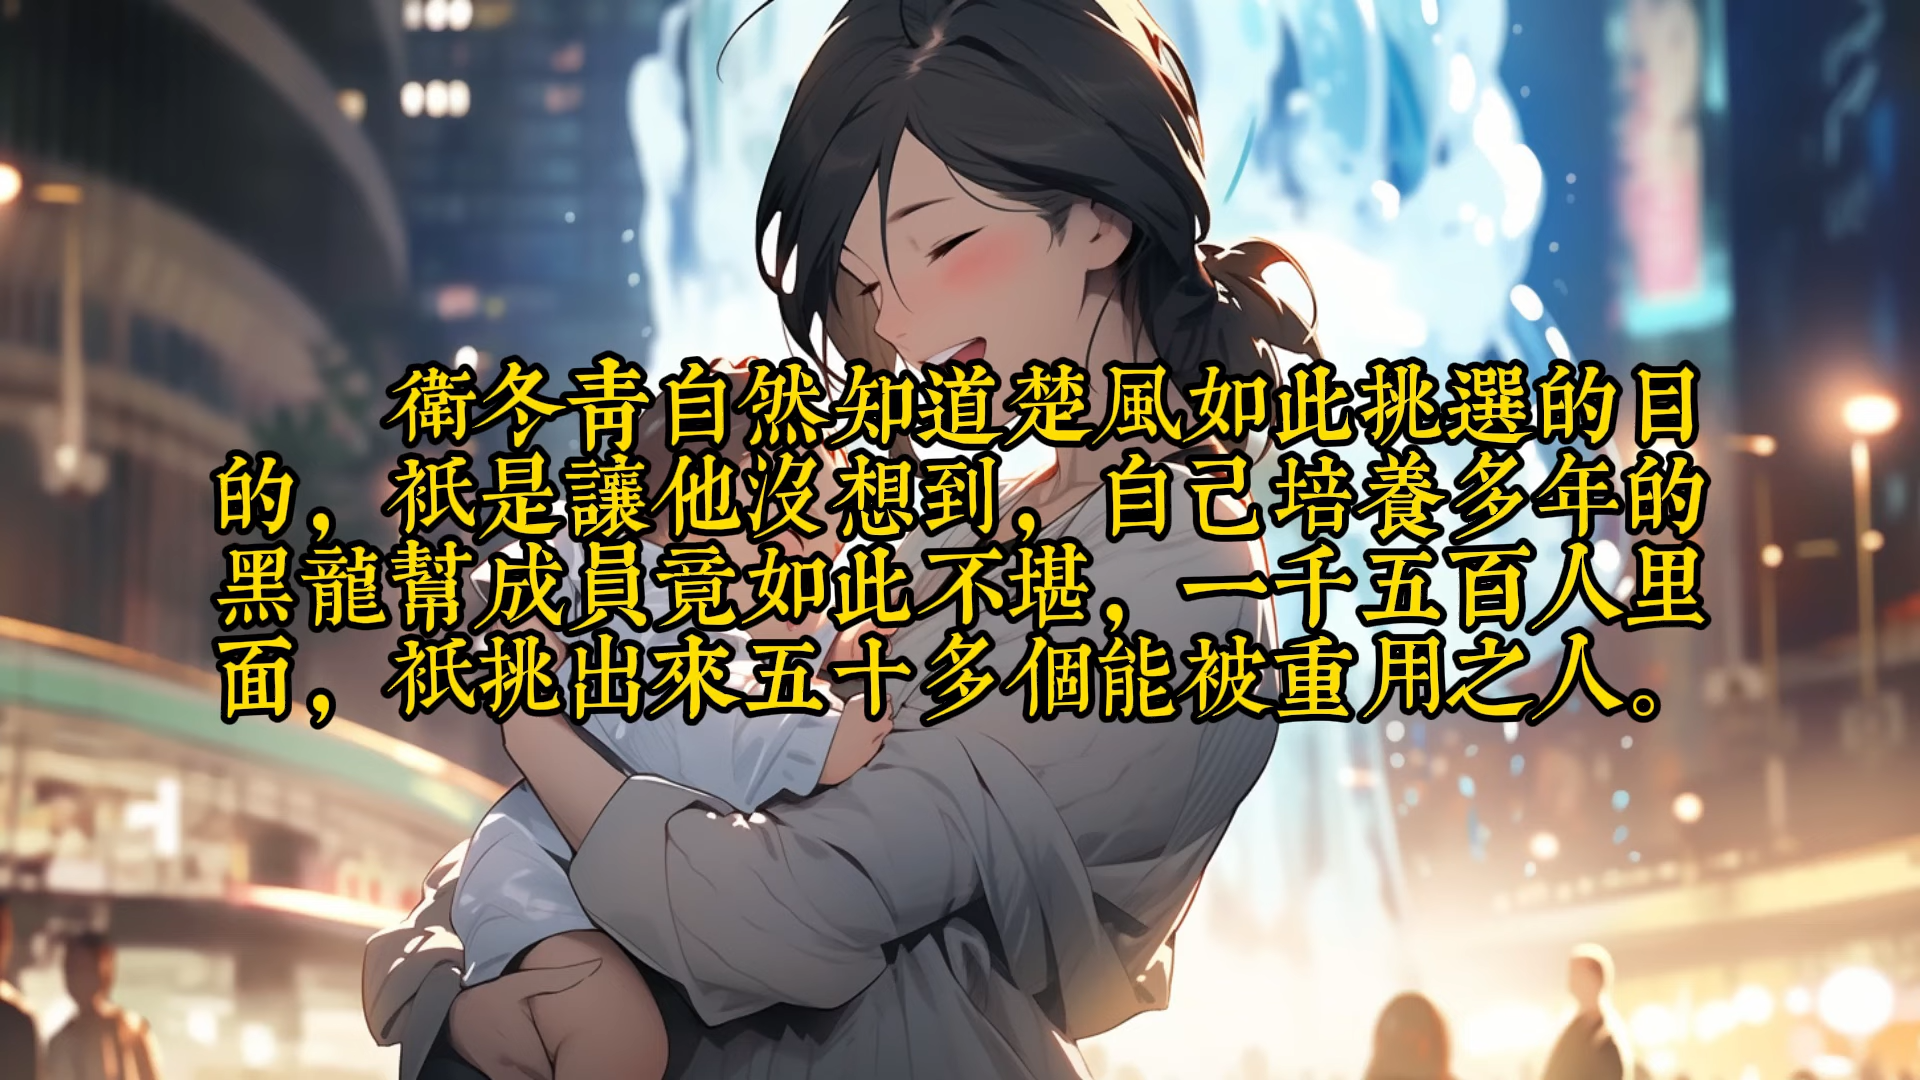 衛冬青自然知道楚風如此挑選的目
的，祇是讓他沒想到，自己培養多年的
黑龍幫成員竟如此不堪，一千五百人里
面，祇挑出來五十多個能被重用之人。